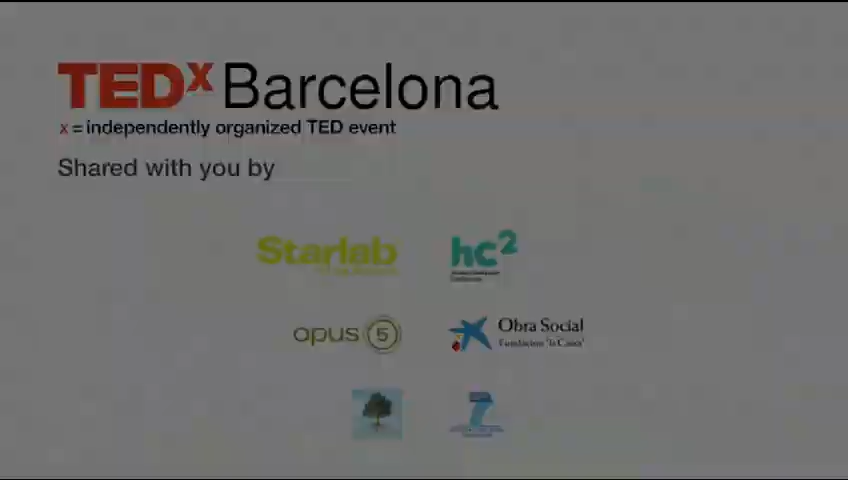 TEDx Barcelona
x = independently organized TED event
Shared with you by
Starlab
hc2
opus 5
Obra Social
Fundación "la Caixa"
7